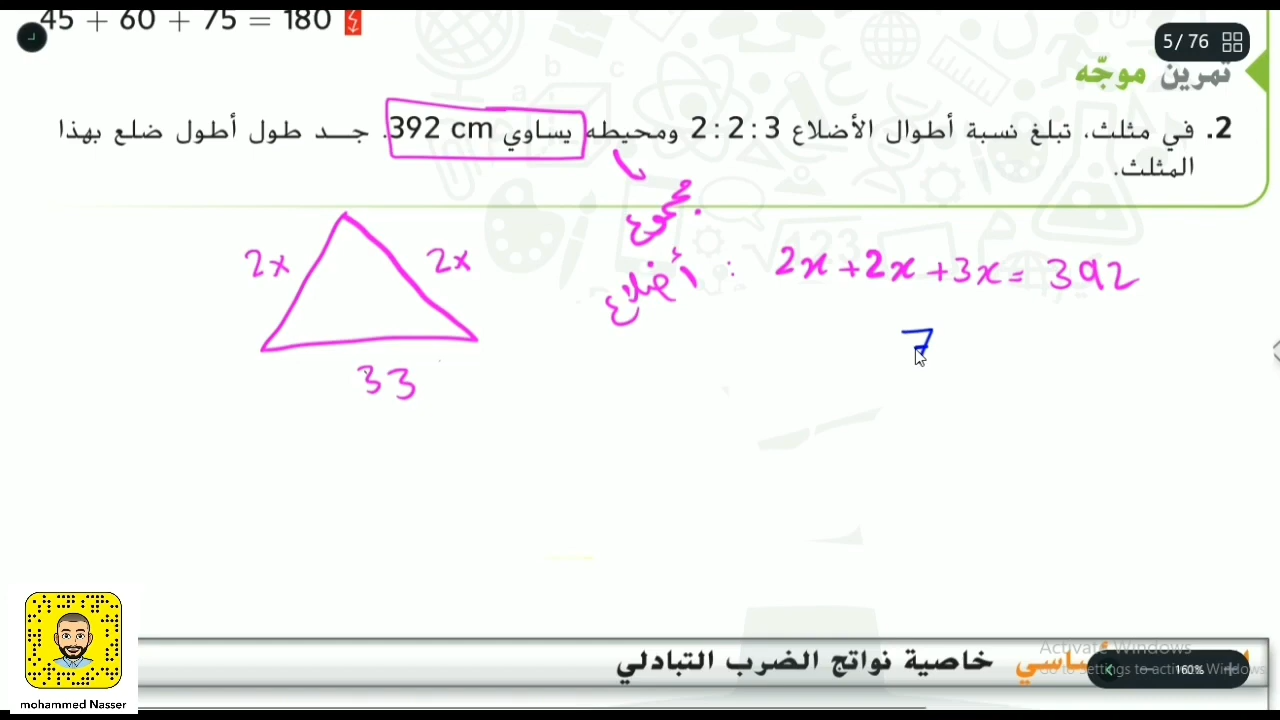 45 + 60 + 75 = 180
5 / 76
تمرين موجّه
2. في مثلث، تبلغ نسبة أطوال الأضلاع 2 : 2 : 3 ومحيطه يساوي 392 cm. جـــد طول أطول ضلع بهذا
المثلث.
مجموع
أضلاع : 2x + 2x + 3x = 392
2x
2x
33
7
خاصية نواتج الضرب التبادلي
Activate Windows
Go to Settings to activate Windows
160%
mohammed Nasser